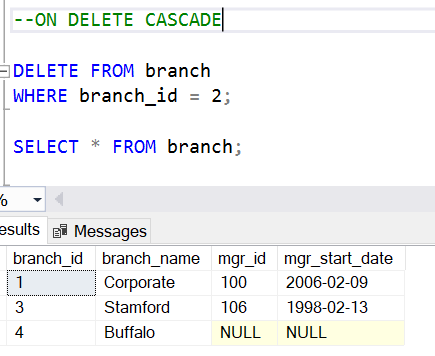 --ON DELETE CASCADE
DELETE FROM branch
WHERE branch_id = 2;
SELECT * FROM branch;
%
esults Messages
branch_id branch_name mgr_id mgr_start_date
1 Corporate 100 2006-02-09
3 Stamford 106 1998-02-13
4 Buffalo NULL NULL